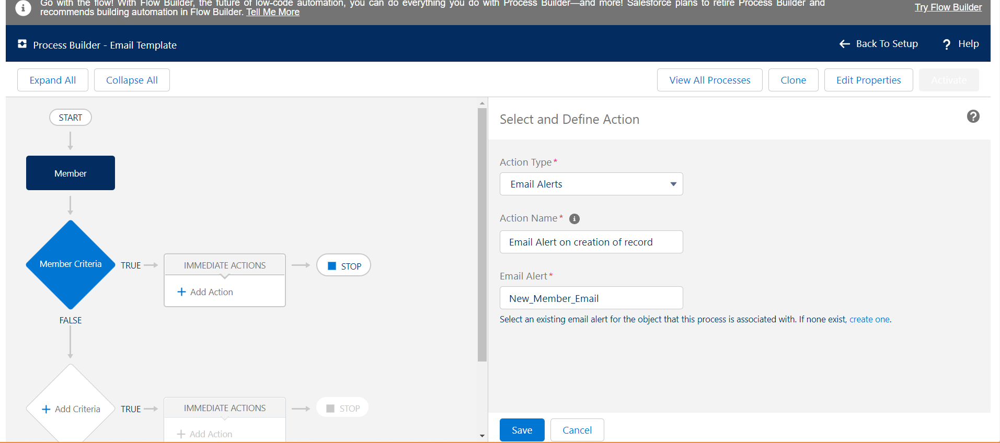 Go with the flow! With Flow Builder, the future of low-code automation, you can do everything you do with Process Builder—and more! Salesforce plans to retire Process Builder and
recommends building automation in Flow Builder. Tell Me More
Try Flow Builder
Process Builder - Email Template
Back To Setup
? Help
Expand All
Collapse All
View All Processes
Clone
Edit Properties
Activate
START
Member
Member Criteria
TRUE
IMMEDIATE ACTIONS
+ Add Action
STOP
FALSE
+ Add Criteria
TRUE
IMMEDIATE ACTIONS
+ Add Action
STOP
Select and Define Action
?
Action Type*
Email Alerts
Action Name* i
Email Alert on creation of record
Email Alert*
New_Member_Email
Select an existing email alert for the object that this process is associated with. If none exist, create one.
Save
Cancel